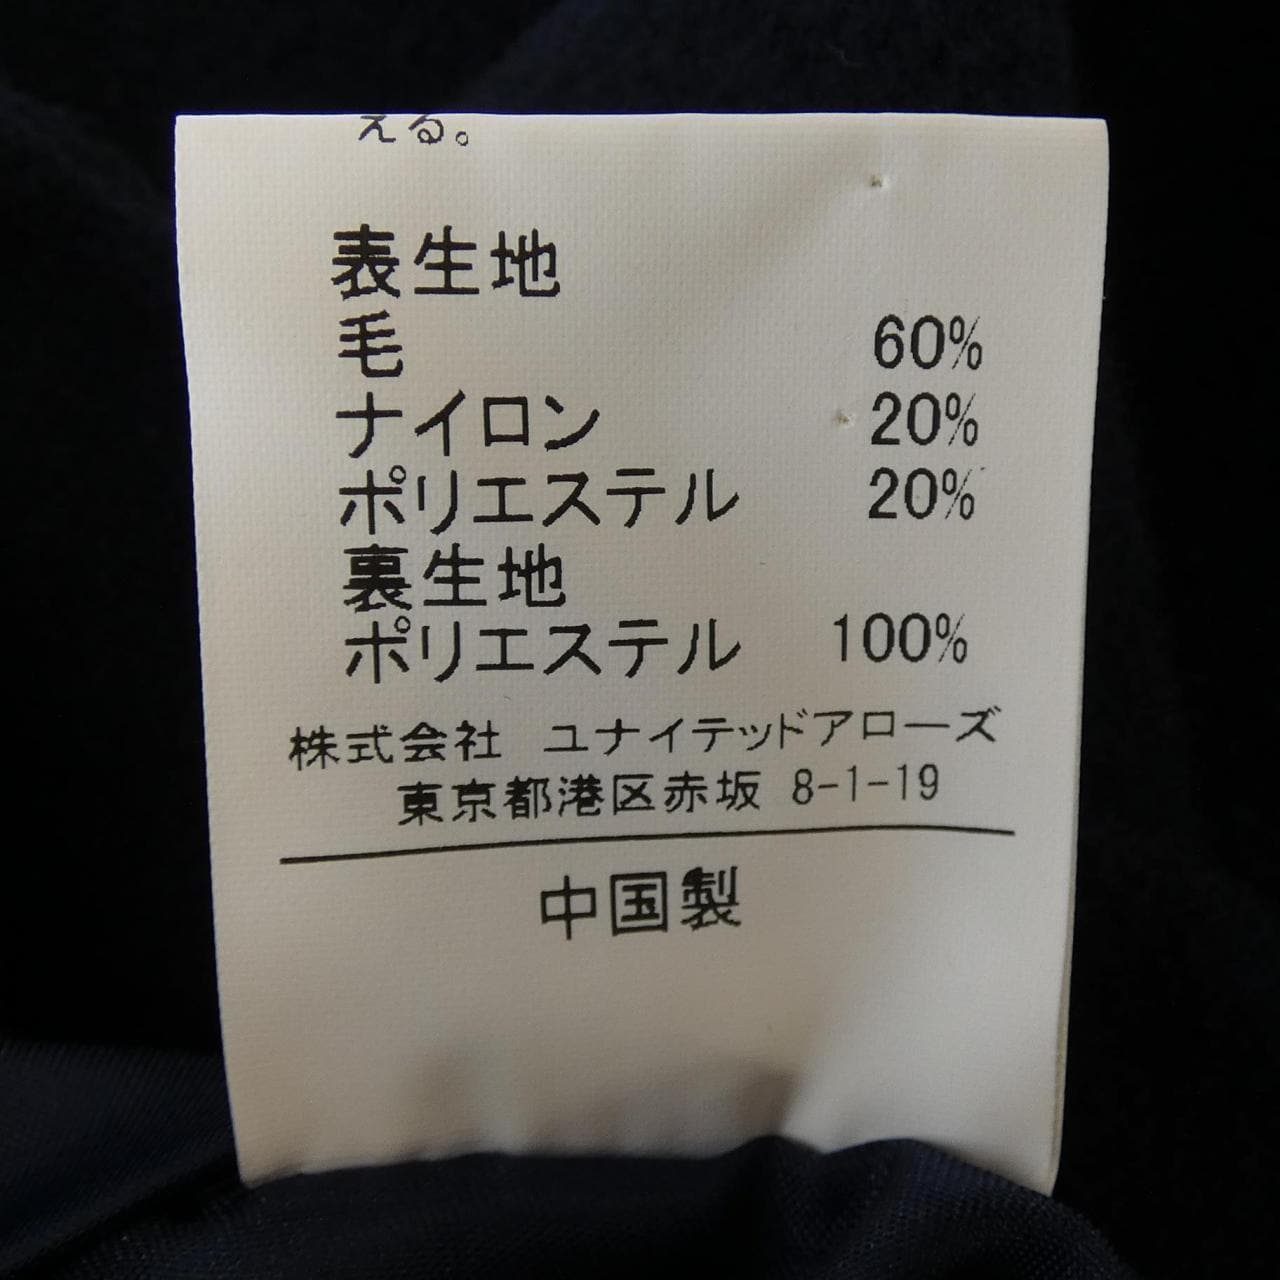 える。
表生地
毛 60%
ナイロン 20%
ポリエステル 20%
裏生地
ポリエステル 100%
株式会社 ユナイテッドアローズ
東京都港区赤坂 8-1-19
中国製